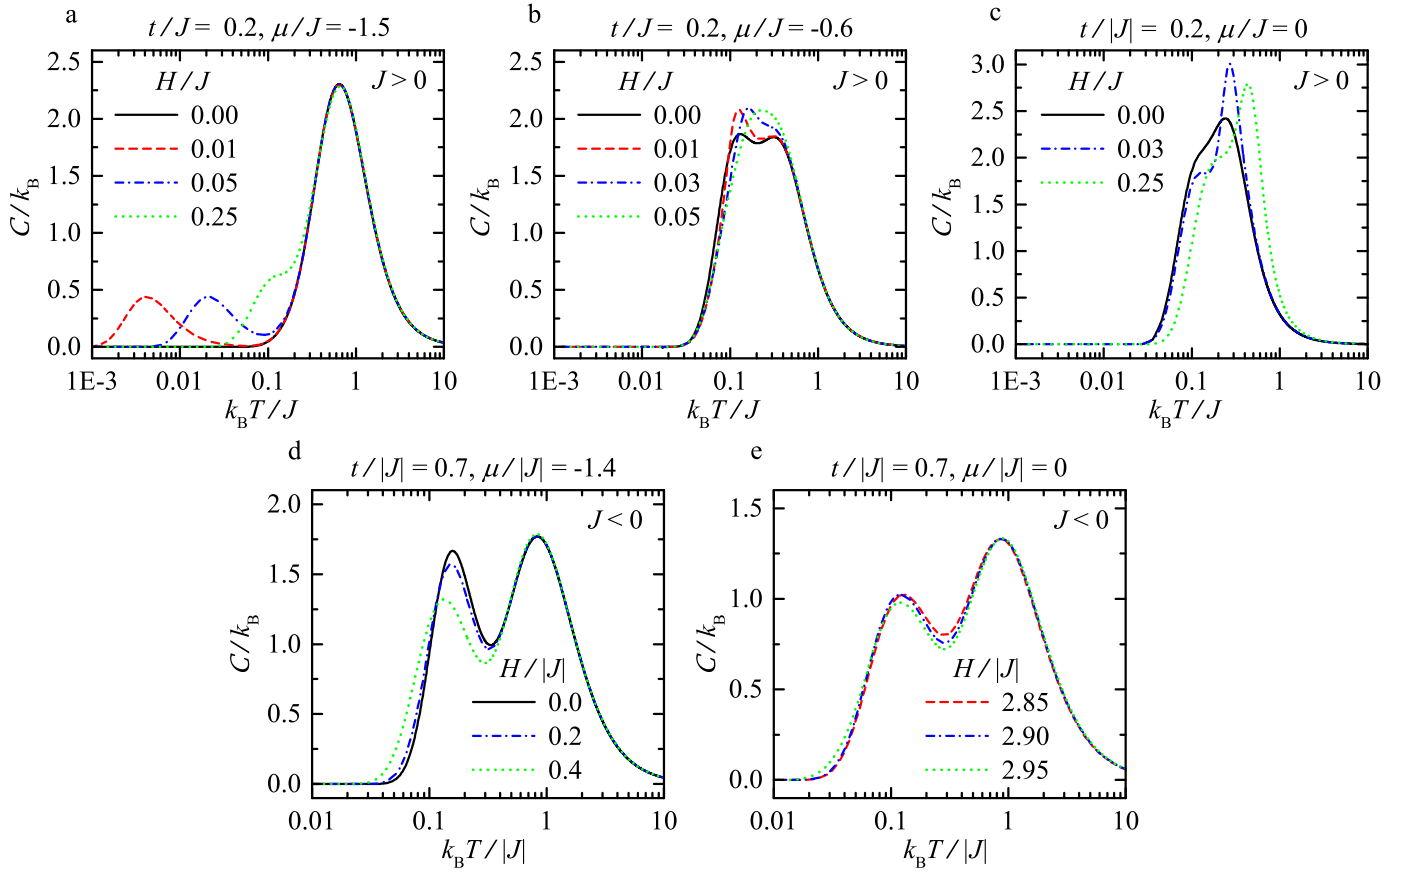 a
t/J = 0.2, μ/J = -1.5
2.5
2.0
1.5
1.0
0.5
0.0
C/k_B
H/J
J > 0
0.00
0.01
0.05
0.25
1E-3 0.01 0.1 1 10
k_BT/J
b
t/J = 0.2, μ/J = -0.6
2.5
2.0
1.5
1.0
0.5
0.0
C/k_B
H/J
J > 0
0.00
0.01
0.03
0.05
1E-3 0.01 0.1 1 10
k_BT/J
c
t/|J| = 0.2, μ/J = 0
3.0
2.5
2.0
1.5
1.0
0.5
0.0
C/k_B
H/J
J > 0
0.00
0.03
0.25
1E-3 0.01 0.1 1 10
k_BT/J
d
t/|J| = 0.7, μ/|J| = -1.4
2.0
1.5
1.0
0.5
0.0
C/k_B
J < 0
H/|J|
0.0
0.2
0.4
0.01 0.1 1 10
k_BT/|J|
e
t/|J| = 0.7, μ/|J| = 0
1.5
1.0
0.5
0.0
C/k_B
J < 0
H/|J|
2.85
2.90
2.95
0.01 0.1 1 10
k_BT/|J|